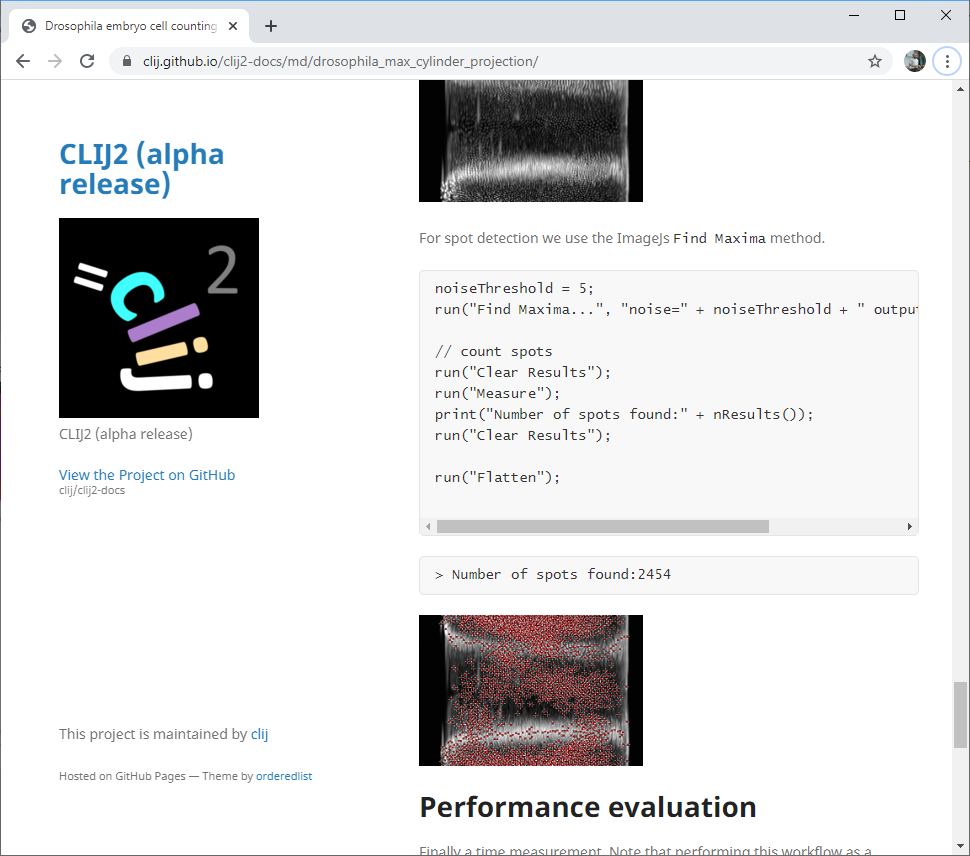 Drosophila embryo cell counting
clij.github.io/clij2-docs/md/drosophila_max_cylinder_projection/
CLIJ2 (alpha
release)
= clij 2
CLIJ2 (alpha release)
View the Project on GitHub
clij/clij2-docs
This project is maintained by clij
Hosted on GitHub Pages — Theme by orderedlist
For spot detection we use the ImageJs Find Maxima method.
noiseThreshold = 5;
run("Find Maxima...", "noise=" + noiseThreshold + " output
// count spots
run("Clear Results");
run("Measure");
print("Number of spots found:" + nResults());
run("Clear Results");
run("Flatten");
> Number of spots found:2454
Performance evaluation
Finally a time measurement. Note that performing this workflow as a